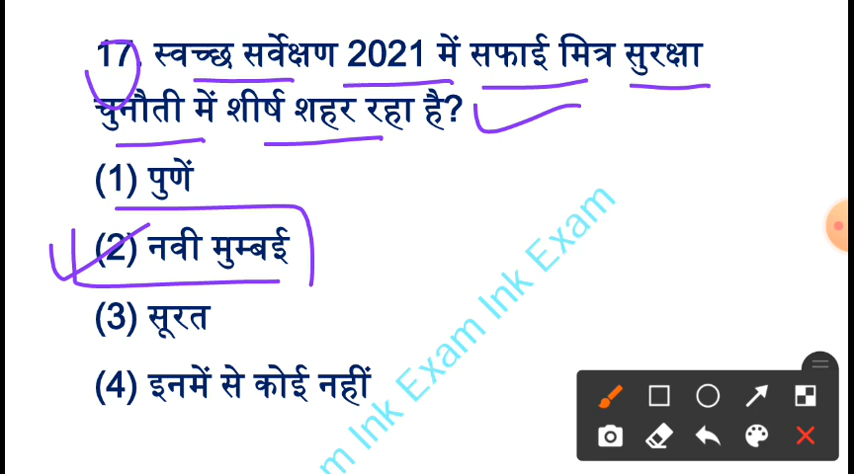 17. स्वच्छ सर्वेक्षण 2021 में सफाई मित्र सुरक्षा
चुनौती में शीर्ष शहर रहा है?
(1) पुणें
(2) नवी मुम्बई
(3) सूरत
(4) इनमें से कोई नहीं
m Ink Exam Ink Exam